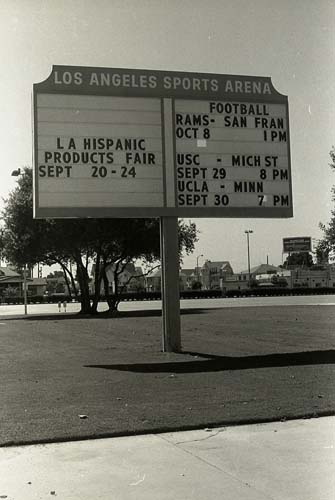 LOS ANGELES SPORTS ARENA
L A HISPANIC
PRODUCTS FAIR
SEPT 20-24
FOOTBALL
RAMS- SAN FRAN
OCT 8 1 PM
USC - MICH ST
SEPT 29 8 PM
UCLA - MINN
SEPT 30 7 PM